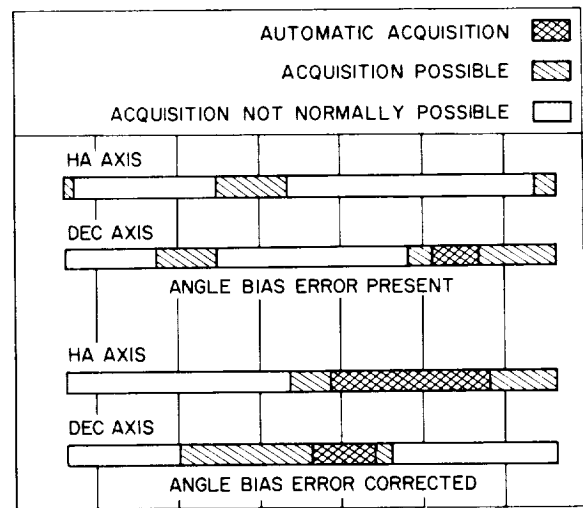 AUTOMATIC ACQUISITION
ACQUISITION POSSIBLE
ACQUISITION NOT NORMALLY POSSIBLE
HA AXIS
DEC AXIS
ANGLE BIAS ERROR PRESENT
HA AXIS
DEC AXIS
ANGLE BIAS ERROR CORRECTED